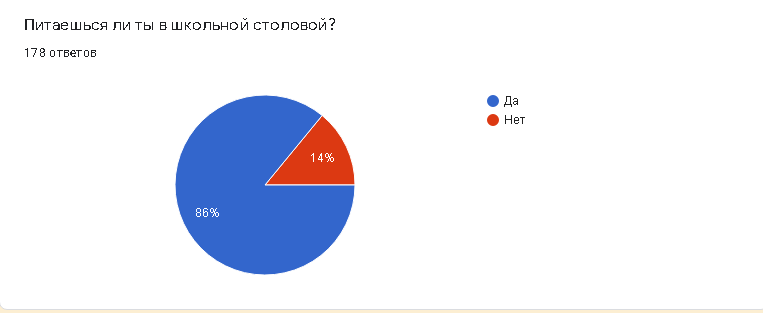 Питаешься ли ты в школьной столовой?
178 ответов
Да
Нет
14%
86%